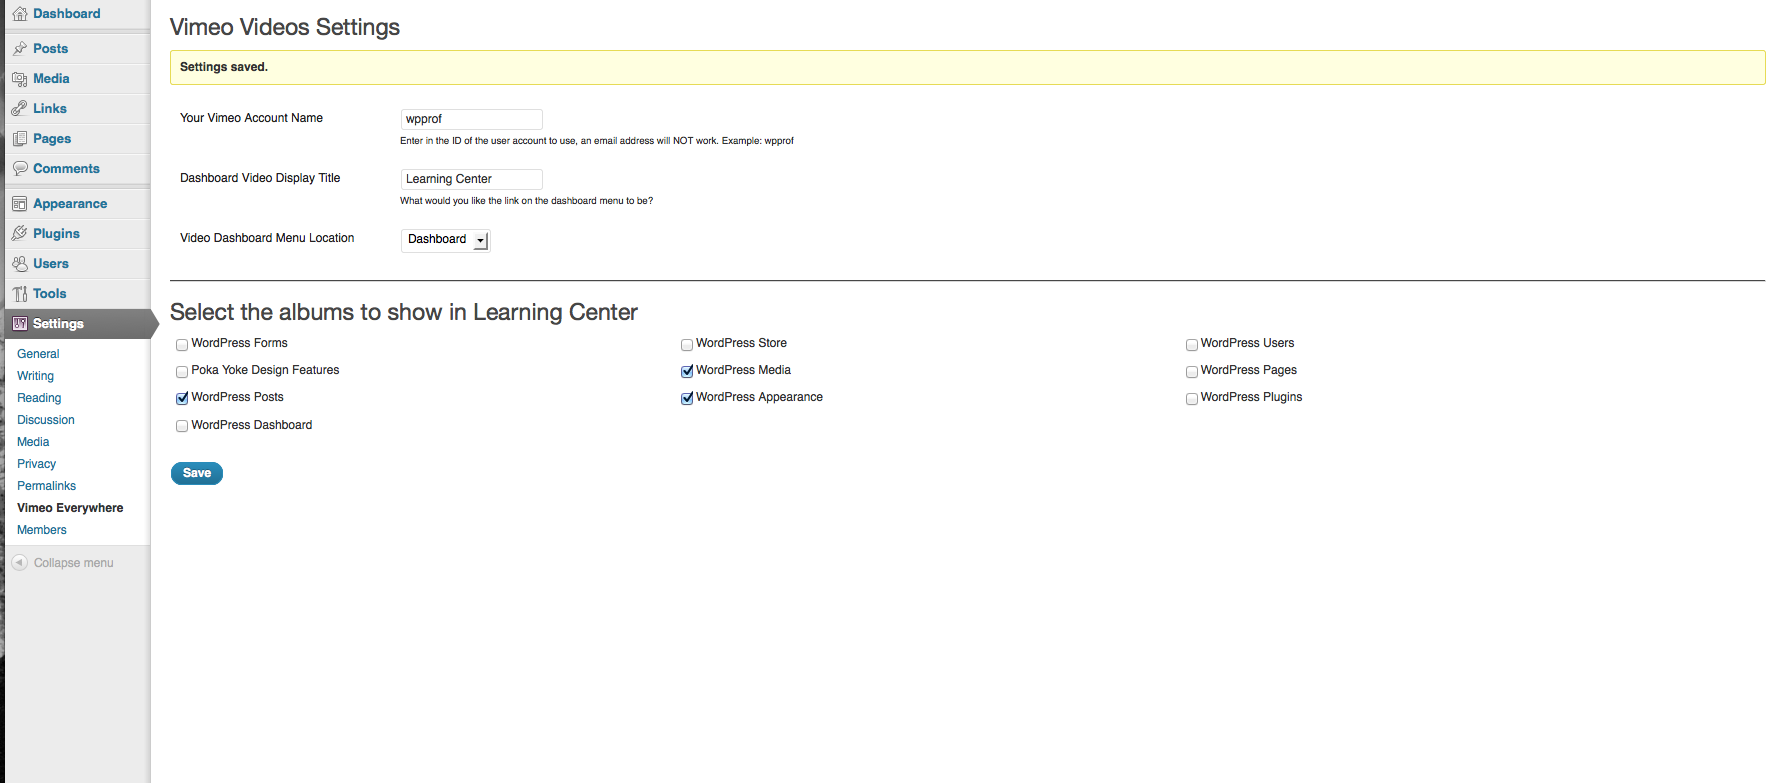 Dashboard
Posts
Media
Links
Pages
Comments
Appearance
Plugins
Users
Tools
Settings
General
Writing
Reading
Discussion
Media
Privacy
Permalinks
Vimeo Everywhere
Members
Collapse menu
Vimeo Videos Settings
Settings saved.
Your Vimeo Account Name
wpprof
Enter in the ID of the user account to use, an email address will NOT work. Example: wpprof
Dashboard Video Display Title
Learning Center
What would you like the link on the dashboard menu to be?
Video Dashboard Menu Location
Dashboard
Select the albums to show in Learning Center
WordPress Forms
WordPress Store
WordPress Users
Poka Yoke Design Features
WordPress Media
WordPress Pages
WordPress Posts
WordPress Appearance
WordPress Plugins
WordPress Dashboard
Save